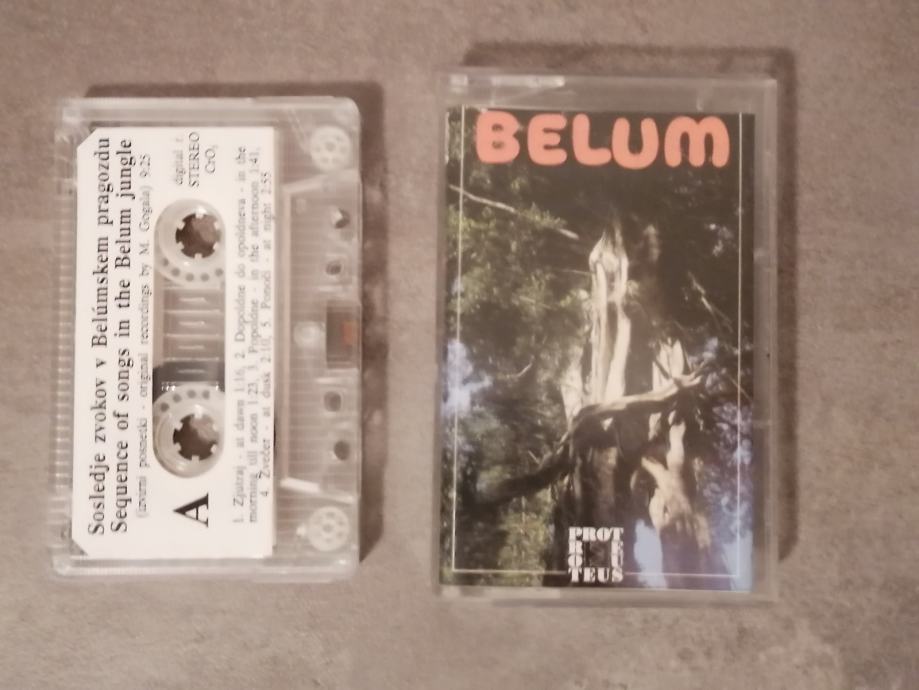 Sosledje zvokov v Belúmskem pragozdu
Sequence of songs in the Belum jungle
(izvirni posnetki - original recordings by M. Gogala) 9:25
digital r.
STEREO
CrO₂
A
1. Zjutraj - at dawn 1:16, 2. Dopoldne do opoldneva - in the
morning till noon 1:23, 3. Popoldne - in the afternoon 1:41,
4. Zvečer - at dusk 2:10, 5. Ponoči - at night 2:55
BELUM
PROT
R E
O U
TEUS